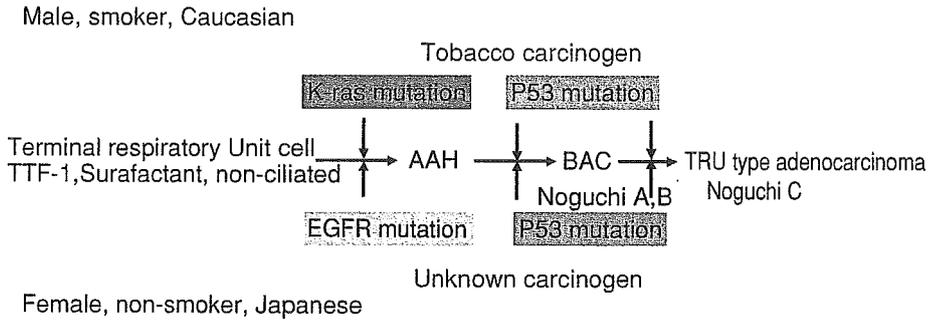 Male, smoker, Caucasian
Tobacco carcinogen
K-ras mutation P53 mutation
Terminal respiratory Unit cell
TTF-1,Surafactant, non-ciliated
AAH BAC TRU type adenocarcinoma
Noguchi A,B Noguchi C
EGFR mutation P53 mutation
Unknown carcinogen
Female, non-smoker, Japanese